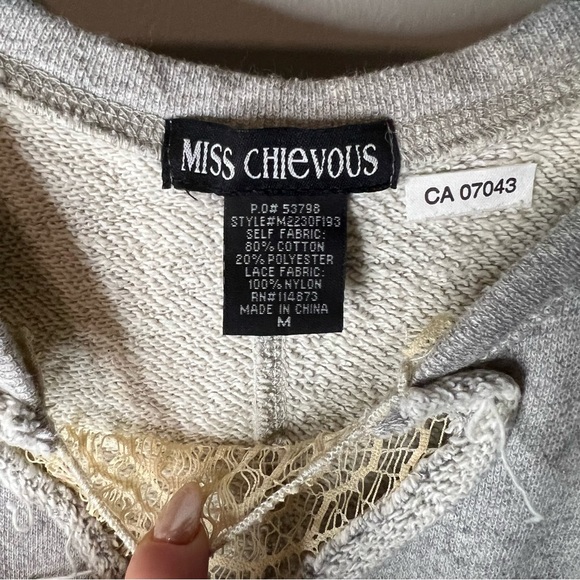 MISS CHIEVOUS
CA 07043
P.O# 53798
STYLE#M2230F193
SELF FABRIC:
80% COTTON
20% POLYESTER
LACE FABRIC:
100% NYLON
RN#114873
MADE IN CHINA
M